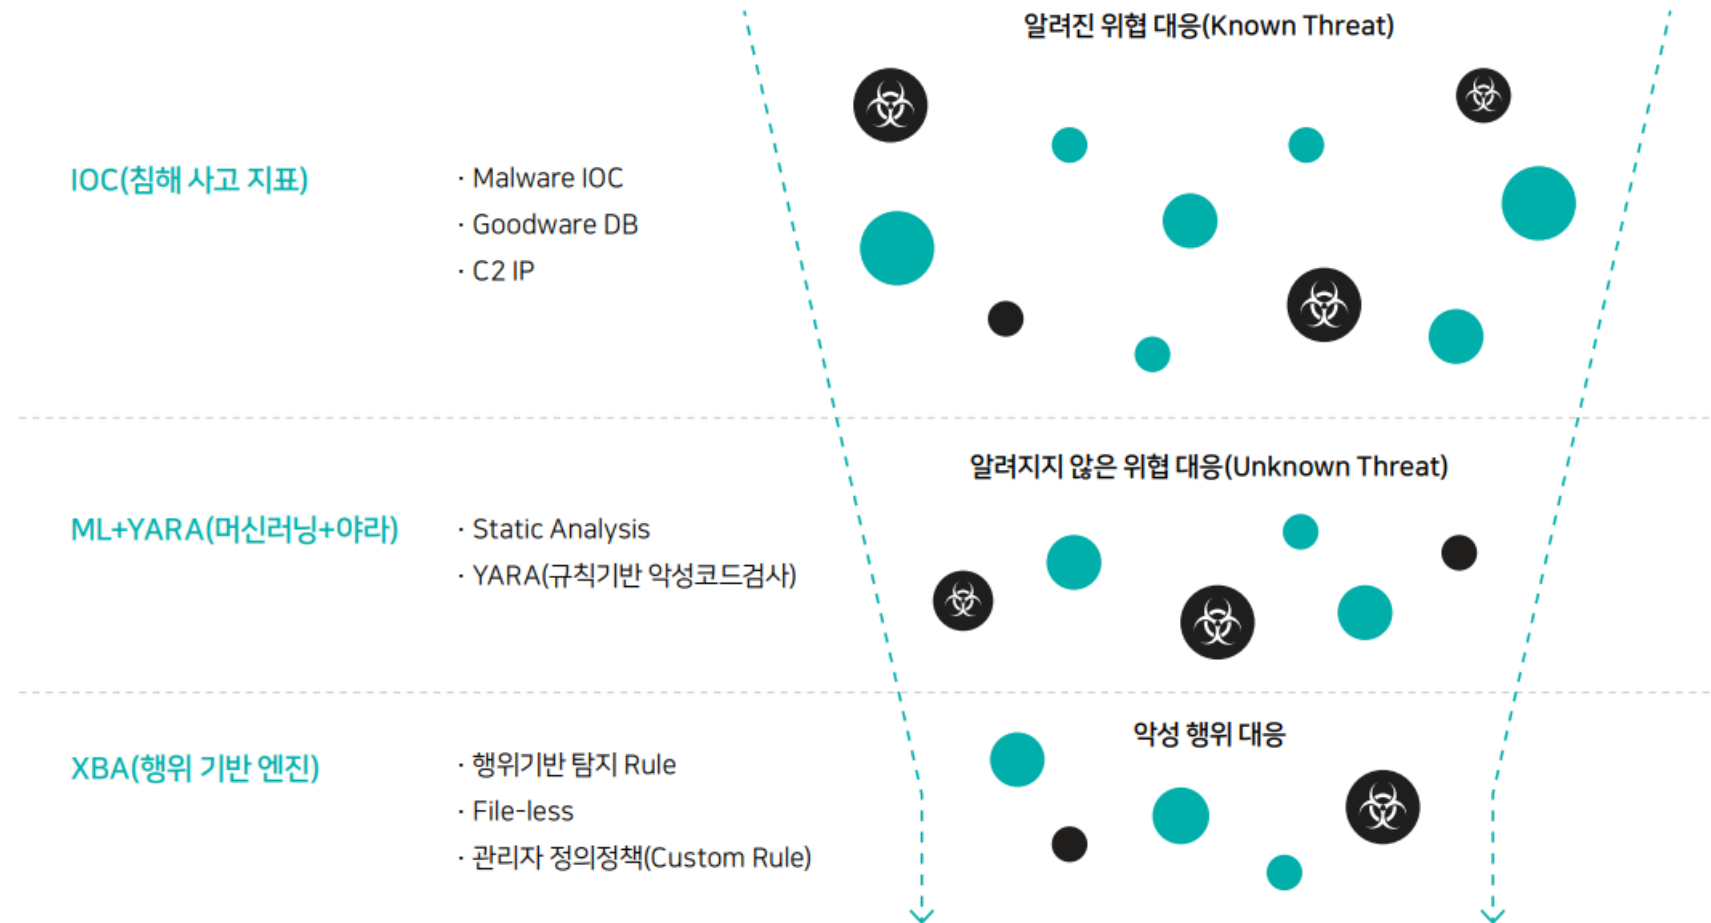 알려진 위협 대응(Known Threat)
IOC(침해 사고 지표)
· Malware IOC
· Goodware DB
· C2 IP
알려지지 않은 위협 대응(Unknown Threat)
ML+YARA(머신러닝+야라)
· Static Analysis
· YARA(규칙기반 악성코드검사)
악성 행위 대응
XBA(행위 기반 엔진)
· 행위기반 탐지 Rule
· File-less
· 관리자 정의정책(Custom Rule)